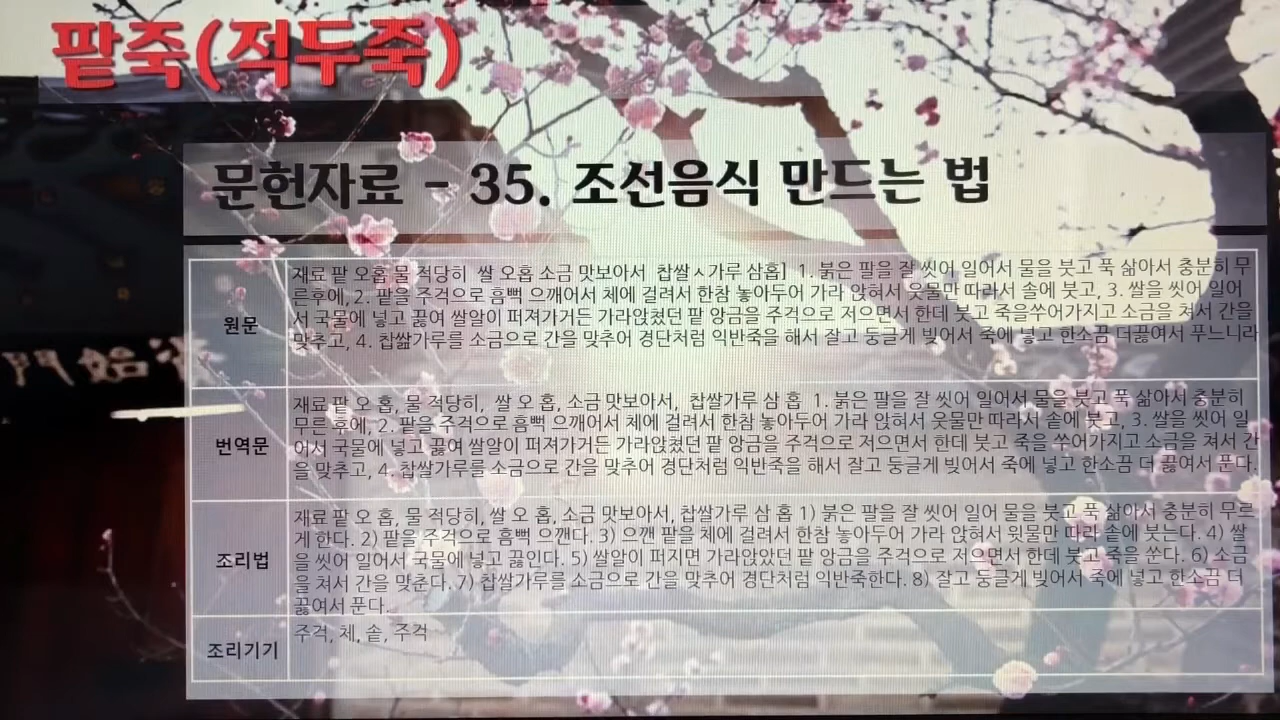 팥죽(적두죽)
문헌자료 - 35. 조선음식 만드는 법
원문
재료 팥 오홉 물 적당히 쌀 오홉 소금 맛보아서 찹쌀ㅅ가루 삼홉] 1. 붉은 팔을 잘 씻어 일어서 물을 붓고 푹 삶아서 충분히 무
른후에, 2. 팥을 주걱으로 흠뻑 으깨어서 체에 걸려서 한참 놓아두어 가라 앉혀서 웃물만 따라서 솔에 붓고, 3. 쌀을 씻어 일어
서 국물에 넣고 끓여 쌀알이 퍼져가거든 가라앉쳤던 팥 앙금을 주걱으로 저으면서 한데 붓고 죽을쑤어가지고 소금을 쳐서 간을
맞추고, 4. 찹쌂가루를 소금으로 간을 맞추어 경단처럼 익반죽을 해서 잘고 둥글게 빚어서 죽에 넣고 한소끔 더끓여서 푸느니라
번역문
재료 팥 오 홉, 물 적당히, 쌀 오 홉, 소금 맛보아서, 찹쌀가루 삼 홉 1. 붉은 팔을 잘 씻어 일어서 물을 붓고 푹 삶아서 충분히
무른 후에, 2. 팥을 주걱으로 흠뻑 으깨어서 체에 걸려서 한참 놓아두어 가라 앉혀서 웃물만 따라서 솥에 붓고, 3. 쌀을 씻어 일
어서 국물에 넣고 끓여 쌀알이 퍼져가거든 가라앉혔던 팥 앙금을 주걱으로 저으면서 한데 붓고 죽을 쑤어가지고 소금을 쳐서 간
을 맞추고, 4. 찹쌀가루를 소금으로 간을 맞추어 경단처럼 익반죽을 해서 잘고 둥글게 빚어서 죽에 넣고 한소끔 더 끓여서 푼다.
조리법
재료 팥 오 홉, 물 적당히, 쌀 오 홉, 소금 맛보아서, 찹쌀가루 삼 홉 1) 붉은 팔을 잘 씻어 일어 물을 붓고 푹 삶아서 충분히 무르
게 한다. 2) 팥을 주걱으로 흠뻑 으깬다. 3) 으깬 팥을 체에 걸려서 한참 놓아두어 가라 앉혀서 윗물만 따라 솥에 붓는다. 4) 쌀
을 씻어 일어서 국물에 넣고 끓인다. 5) 쌀알이 퍼지면 가라앉았던 팥 앙금을 주걱으로 저으면서 한데 붓고 죽을 쑨다. 6) 소금
을 쳐서 간을 맞춘다. 7) 찹쌀가루를 소금으로 간을 맞추어 경단처럼 익반죽한다. 8) 잘고 둥글게 빚어서 죽에 넣고 한소끔 더
끓여서 푼다.
조리기기
주걱, 체, 솥, 주걱